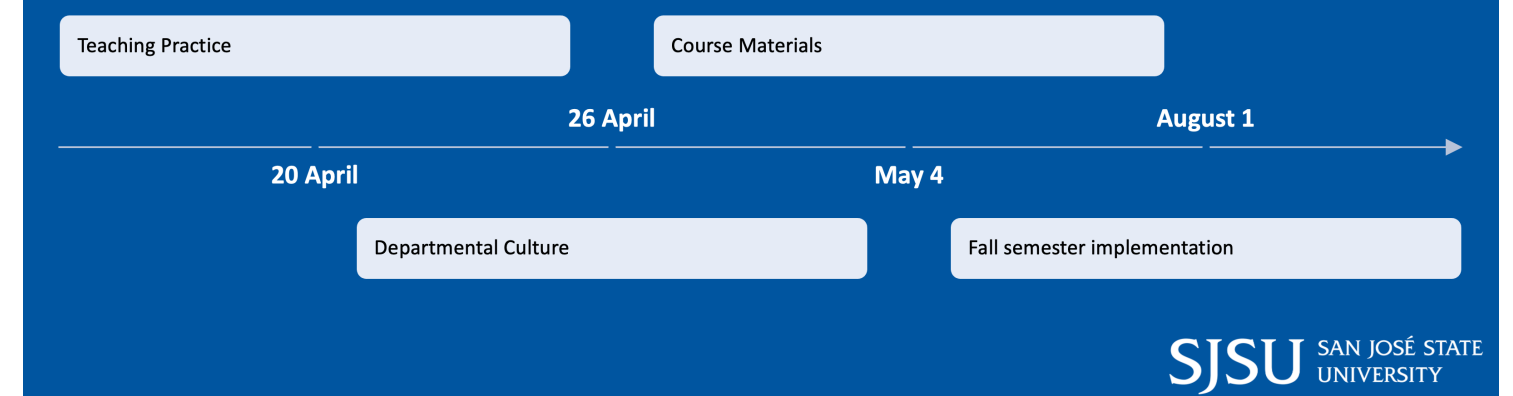 Teaching Practice
Course Materials
26 April
August 1
20 April
May 4
Departmental Culture
Fall semester implementation
SJSU
SAN JOSÉ STATE
UNIVERSITY